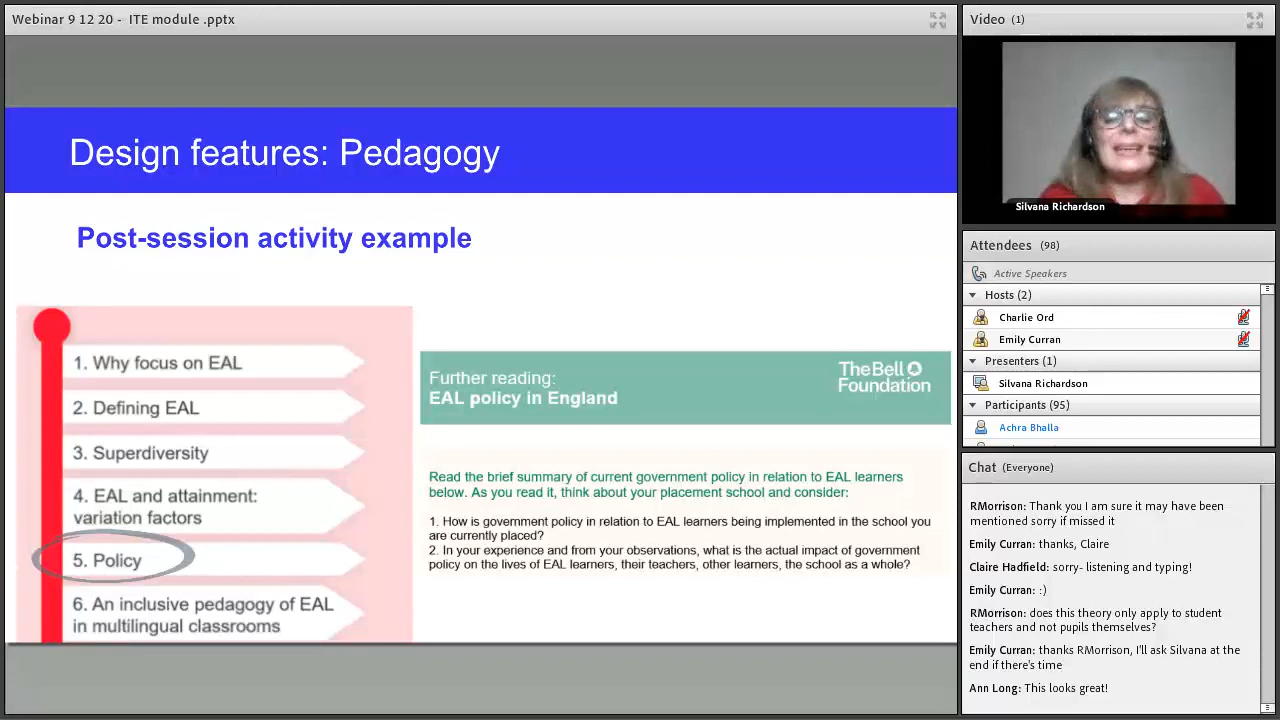 Webinar 9 12 20 - ITE module .pptx
Design features: Pedagogy
Post-session activity example
1. Why focus on EAL
2. Defining EAL
3. Superdiversity
4. EAL and attainment:
variation factors
5. Policy
6. An inclusive pedagogy of EAL
in multilingual classrooms
Further reading:
EAL policy in England
The Bell
Foundation
Read the brief summary of current government policy in relation to EAL learners
below. As you read it, think about your placement school and consider:
1. How is government policy in relation to EAL learners being implemented in the school you
are currently placed?
2. In your experience and from your observations, what is the actual impact of government
policy on the lives of EAL learners, their teachers, other learners, the school as a whole?
Video (1)
Silvana Richardson
Attendees (98)
Active Speakers
Hosts (2)
Charlie Ord
Emily Curran
Presenters (1)
Silvana Richardson
Participants (95)
Achra Bhalla
Chat (Everyone)
RMorrison: Thank you I am sure it may have been
mentioned sorry if missed it
Emily Curran: thanks, Claire
Claire Hadfield: sorry- listening and typing!
Emily Curran: :)
RMorrison: does this theory only apply to student
teachers and not pupils themselves?
Emily Curran: thanks RMorrison, I'll ask Silvana at the
end if there's time
Ann Long: This looks great!